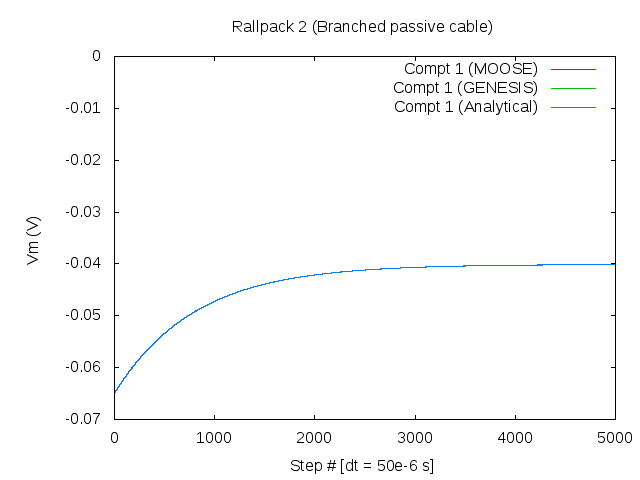 Rallpack 2 (Branched passive cable)
0
-0.01
-0.02
-0.03
-0.04
-0.05
-0.06
-0.07
Vm (V)
Compt 1 (MOOSE)
Compt 1 (GENESIS)
Compt 1 (Analytical)
0 1000 2000 3000 4000 5000
Step # [dt = 50e-6 s]